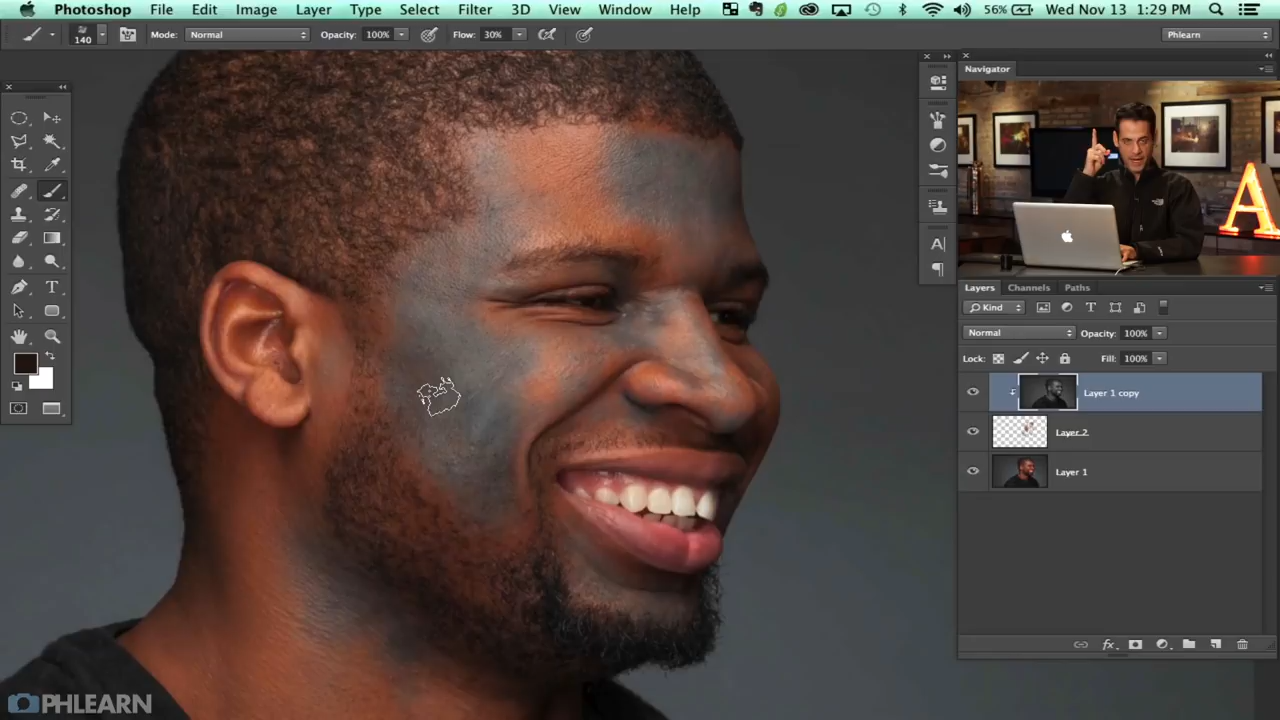 Photoshop File Edit Image Layer Type Select Filter 3D View Window Help 56% Wed Nov 13 1:29 PM
140 Mode: Normal Opacity: 100% Flow: 30% Phlearn
Navigator
A
Layers Channels Paths
Kind T
Normal Opacity: 100%
Lock: Fill: 100%
Layer 1 copy
Layer 2
Layer 1
A
T
PHLEARN